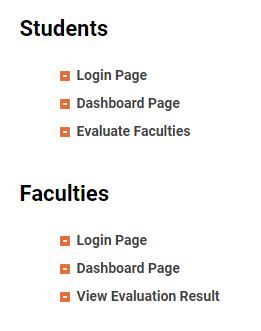 Students
Login Page
Dashboard Page
Evaluate Faculties
Faculties
Login Page
Dashboard Page
View Evaluation Result